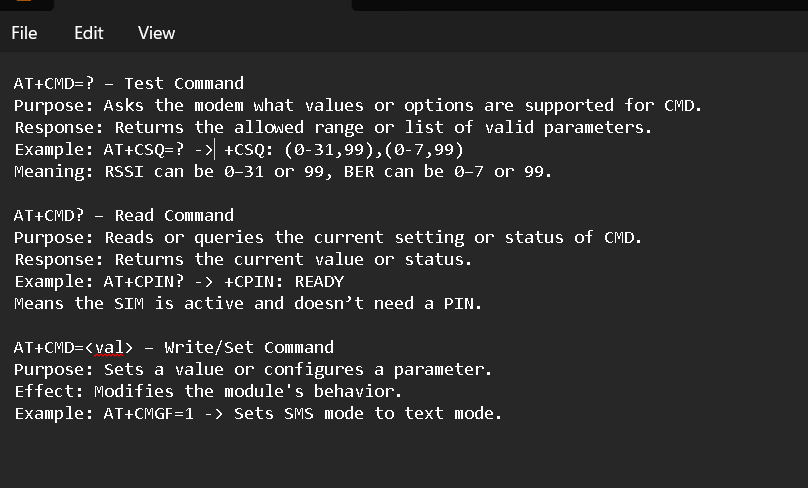 File Edit View
AT+CMD=? – Test Command
Purpose: Asks the modem what values or options are supported for CMD.
Response: Returns the allowed range or list of valid parameters.
Example: AT+CSQ=? -> +CSQ: (0-31,99),(0-7,99)
Meaning: RSSI can be 0–31 or 99, BER can be 0–7 or 99.
AT+CMD? – Read Command
Purpose: Reads or queries the current setting or status of CMD.
Response: Returns the current value or status.
Example: AT+CPIN? -> +CPIN: READY
Means the SIM is active and doesn’t need a PIN.
AT+CMD=<val> – Write/Set Command
Purpose: Sets a value or configures a parameter.
Effect: Modifies the module's behavior.
Example: AT+CMGF=1 -> Sets SMS mode to text mode.